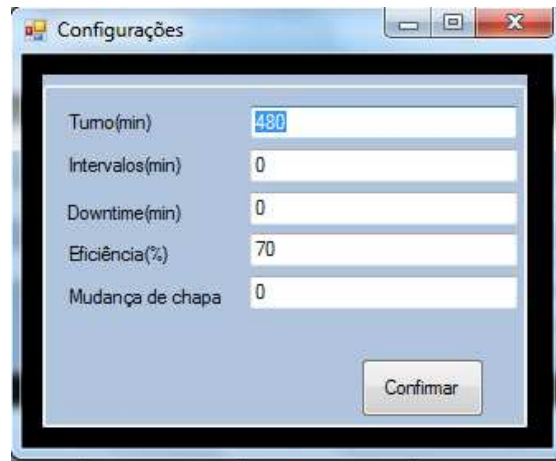 Configurações
Turno(min) 480
Intervalos(min) 0
Downtime(min) 0
Eficiência(%) 70
Mudança de chapa 0
Confirmar